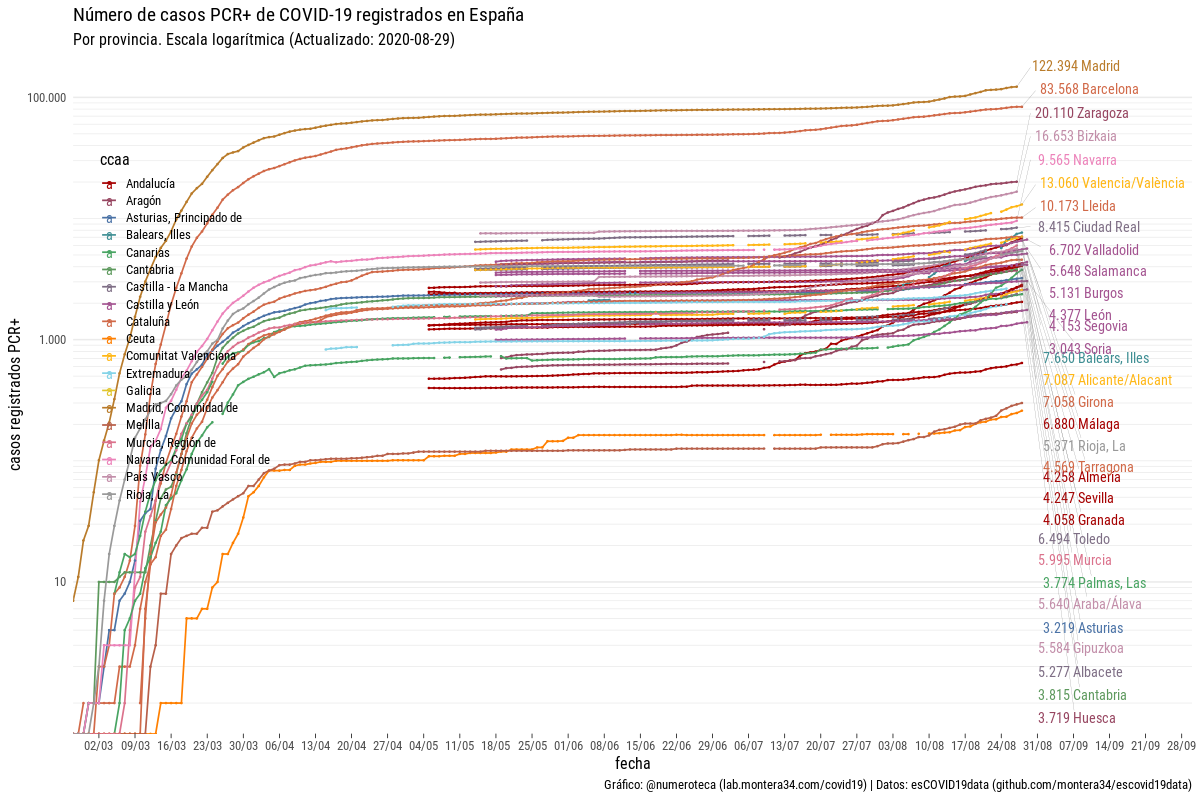 Número de casos PCR+ de COVID-19 registrados en España
Por provincia. Escala logarítmica (Actualizado: 2020-08-29)
casos registrados PCR+
100.000
1.000
10
ccaa
Andalucía
Aragón
Asturias, Principado de
Balears, Illes
Canarias
Cantabria
Castilla - La Mancha
Castilla y León
Cataluña
Ceuta
Comunitat Valenciana
Extremadura
Galicia
Madrid, Comunidad de
Melilla
Murcia, Región de
Navarra, Comunidad Foral de
País Vasco
Rioja, La
122.394 Madrid
83.568 Barcelona
20.110 Zaragoza
16.653 Bizkaia
9.565 Navarra
13.060 Valencia/València
10.173 Lleida
8.415 Ciudad Real
6.702 Valladolid
5.648 Salamanca
5.131 Burgos
4.377 León
4.153 Segovia
3.043 Soria
7.650 Balears, Illes
7.087 Alicante/Alacant
7.058 Girona
6.880 Málaga
5.371 Rioja, La
4.569 Tarragona
4.258 Almería
4.247 Sevilla
4.058 Granada
6.494 Toledo
5.995 Murcia
3.774 Palmas, Las
5.640 Araba/Álava
3.219 Asturias
5.584 Gipuzkoa
5.277 Albacete
3.815 Cantabria
3.719 Huesca
02/03 09/03 16/03 23/03 30/03 06/04 13/04 20/04 27/04 04/05 11/05 18/05 25/05 01/06 08/06 15/06 22/06 29/06 06/07 13/07 20/07 27/07 03/08 10/08 17/08 24/08 31/08 07/09 14/09 21/09 28/09
fecha
Gráfico: @numeroteca (lab.montera34.com/covid19) | Datos: esCOVID19data (github.com/montera34/escovid19data)